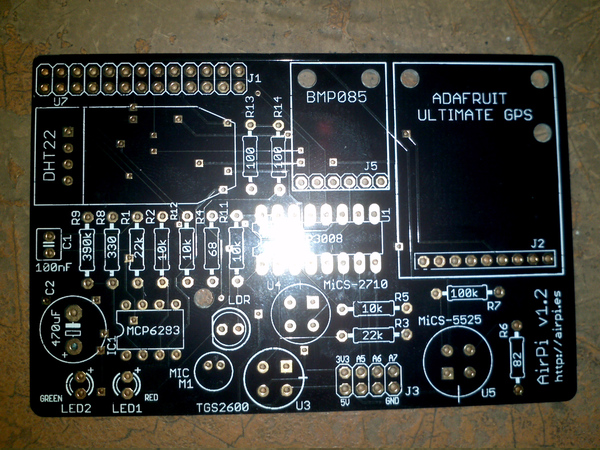 J1
U7
R13
R14
BMP085
ADAFRUIT
ULTIMATE GPS
DHT22
100
100
J5
R9
R8
R1
R2
R12
R4
R11
J1
C1
390k
330
22k
10k
10k
68
10k
3008
J2
100nF
MiCS-2710
C2
LDR
U4
R5
10k
100k
R7
470uF
MCP6283
IC1
R3
22k
MiCS-5525
R6
82
AirPi v1.2
http://airpi.es
MIC
M1
3V3 A5 A6 A7
J3
5V GND
U5
GREEN
RED
LED2
LED1
TGS2600
U3